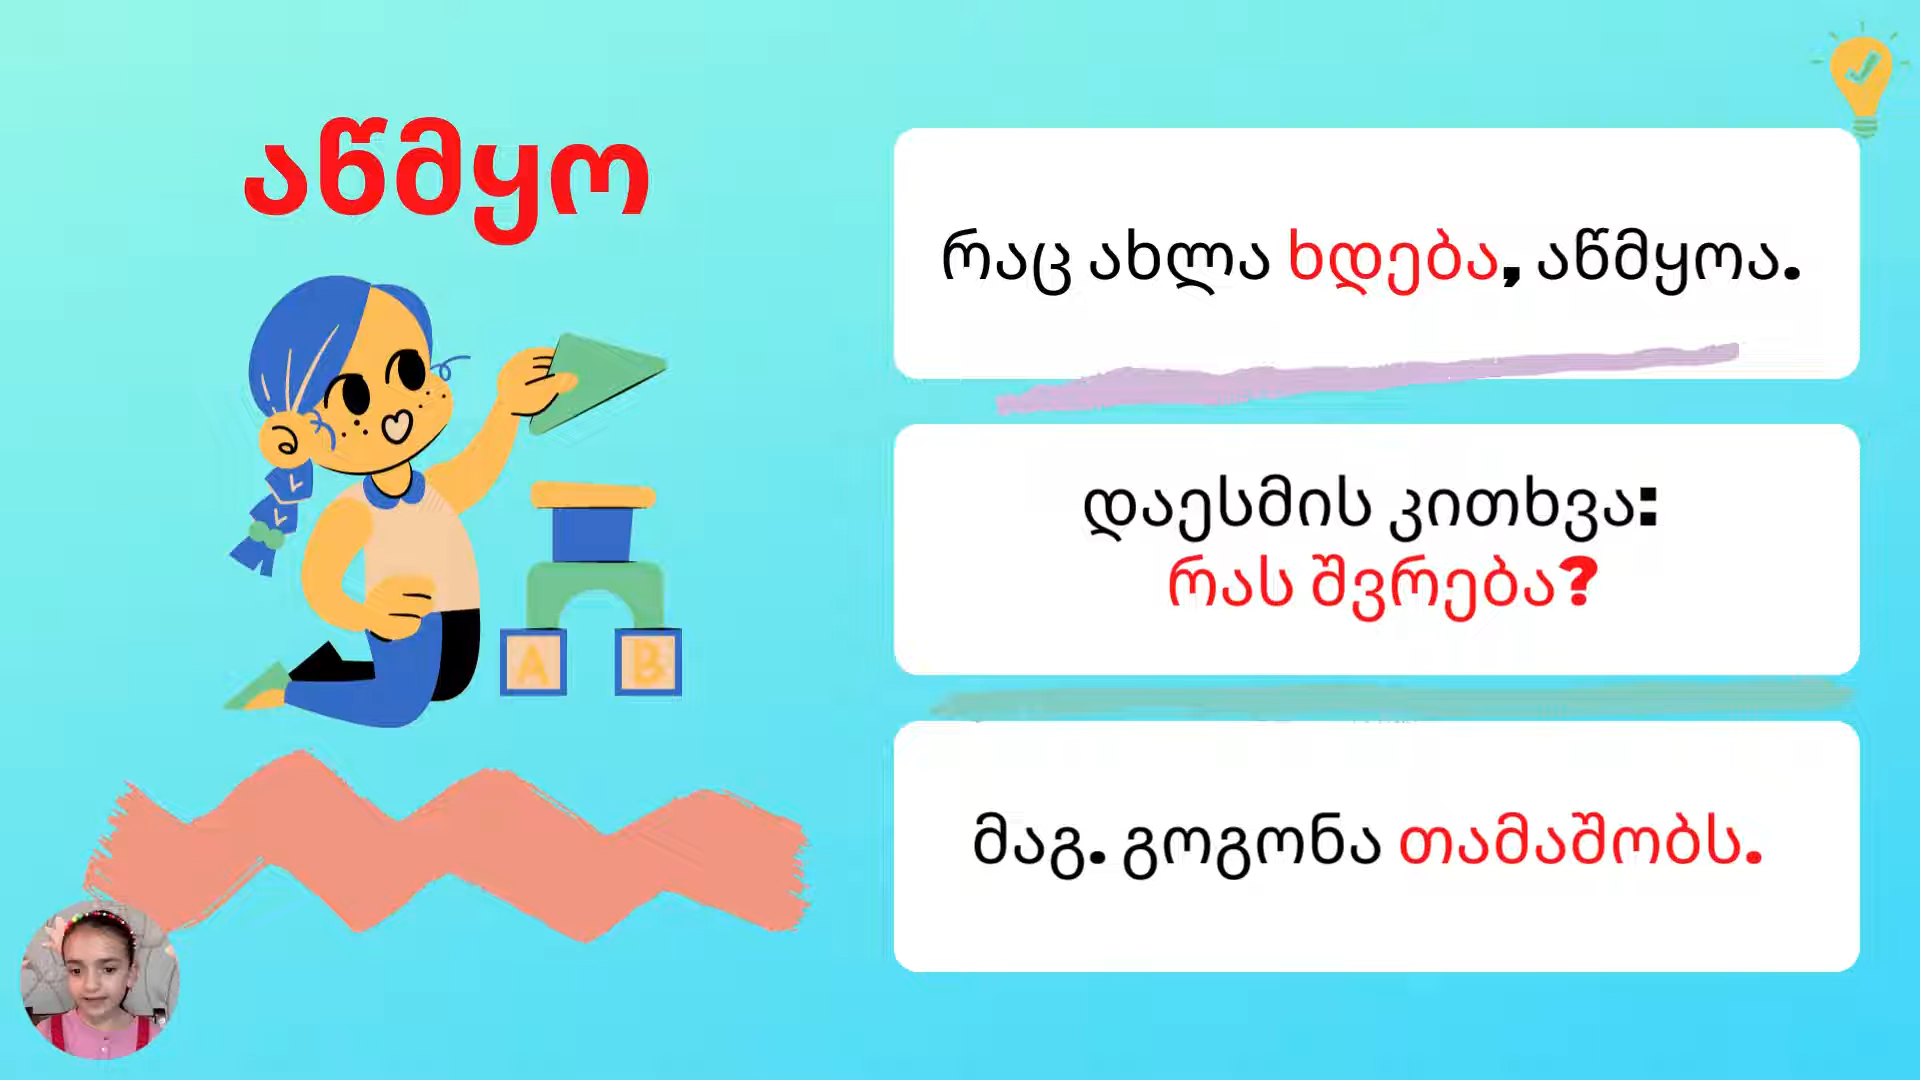 აწმყო
რაც ახლა ხდება, აწმყოა.
დაესმის კითხვა:
რას შვრება?
მაგ. გოგონა თამაშობს.
A
B